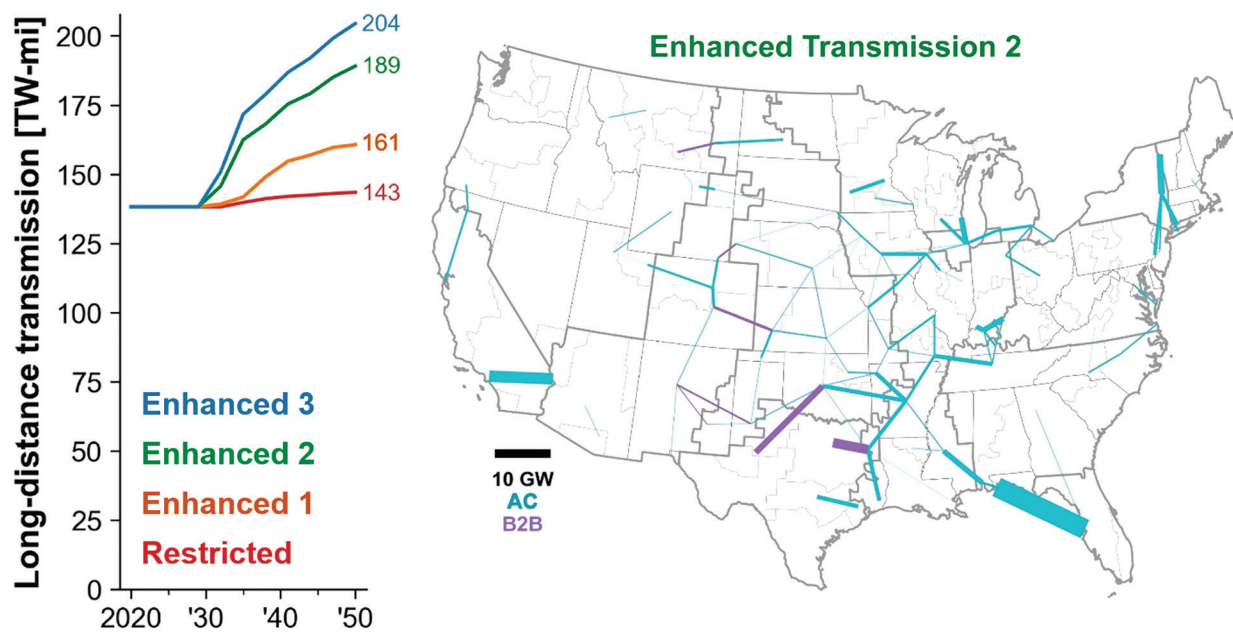 Long-distance transmission [TW-mi]
200
175
150
125
100
75
50
25
0
2020
'30
'40
'50
204
189
161
143
Enhanced 3
Enhanced 2
Enhanced 1
Restricted
Enhanced Transmission 2
10 GW
AC
B2B